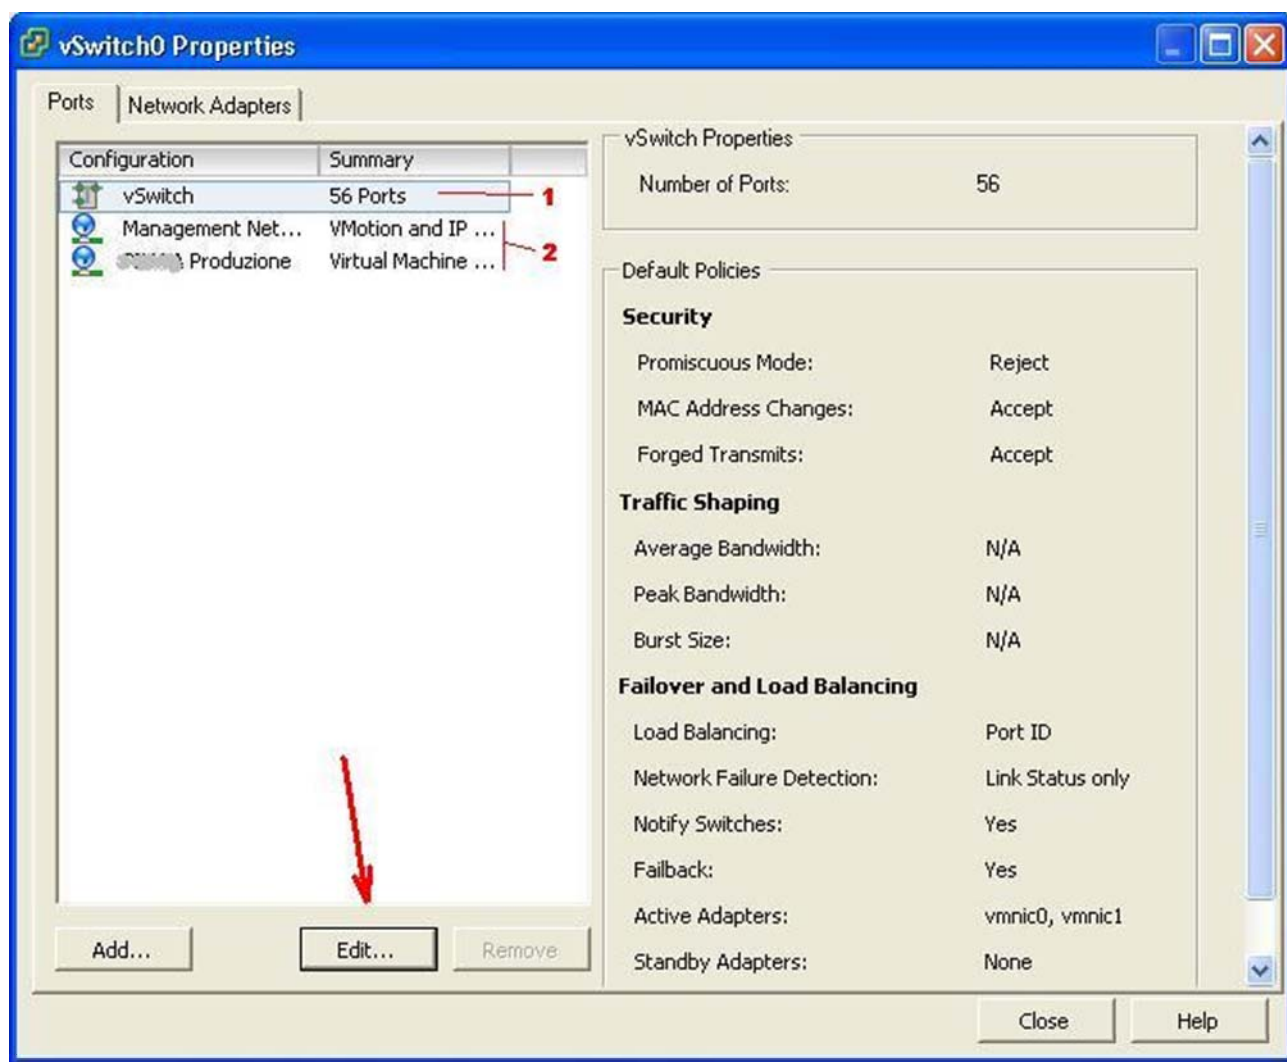 vSwitch0 Properties
Ports
Network Adapters
Configuration Summary
vSwitch 56 Ports 1
Management Net... VMotion and IP ...
2
Produzione Virtual Machine ...
Add...
Edit...
Remove
vSwitch Properties
Number of Ports: 56
Default Policies
Security
Promiscuous Mode: Reject
MAC Address Changes: Accept
Forged Transmits: Accept
Traffic Shaping
Average Bandwidth: N/A
Peak Bandwidth: N/A
Burst Size: N/A
Failover and Load Balancing
Load Balancing: Port ID
Network Failure Detection: Link Status only
Notify Switches: Yes
Failback: Yes
Active Adapters: vmnic0, vmnic1
Standby Adapters: None
Close
Help